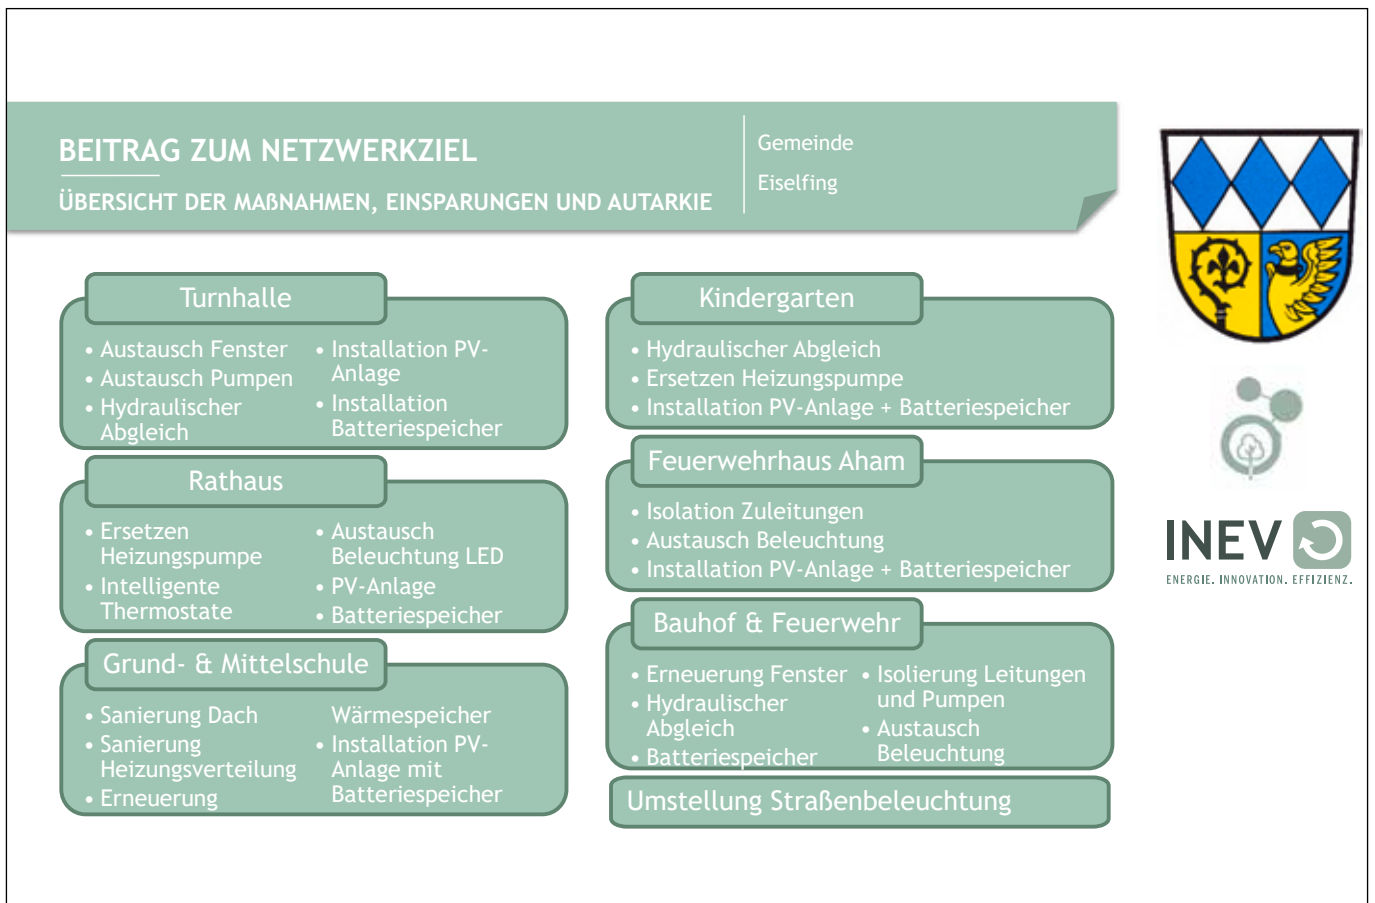 BEITRAG ZUM NETZWERKZIEL
ÜBERSICHT DER MAßNAHMEN, EINSPARUNGEN UND AUTARKIE
Gemeinde
Eiselfing
Turnhalle
• Austausch Fenster
• Austausch Pumpen
• Hydraulischer
Abgleich
• Installation PV-
Anlage
• Installation
Batteriespeicher
Rathaus
• Ersetzen
Heizungspumpe
• Intelligente
Thermostate
• Austausch
Beleuchtung LED
• PV-Anlage
• Batteriespeicher
Grund- & Mittelschule
• Sanierung Dach
• Sanierung
Heizungsverteilung
• Erneuerung
Wärmespeicher
• Installation PV-
Anlage mit
Batteriespeicher
Kindergarten
• Hydraulischer Abgleich
• Ersetzen Heizungspumpe
• Installation PV-Anlage + Batteriespeicher
Feuerwehrhaus Aham
• Isolation Zuleitungen
• Austausch Beleuchtung
• Installation PV-Anlage + Batteriespeicher
Bauhof & Feuerwehr
• Erneuerung Fenster
• Hydraulischer
Abgleich
• Batteriespeicher
• Isolierung Leitungen
und Pumpen
• Austausch
Beleuchtung
Umstellung Straßenbeleuchtung
INEV
ENERGIE. INNOVATION. EFFIZIENZ.